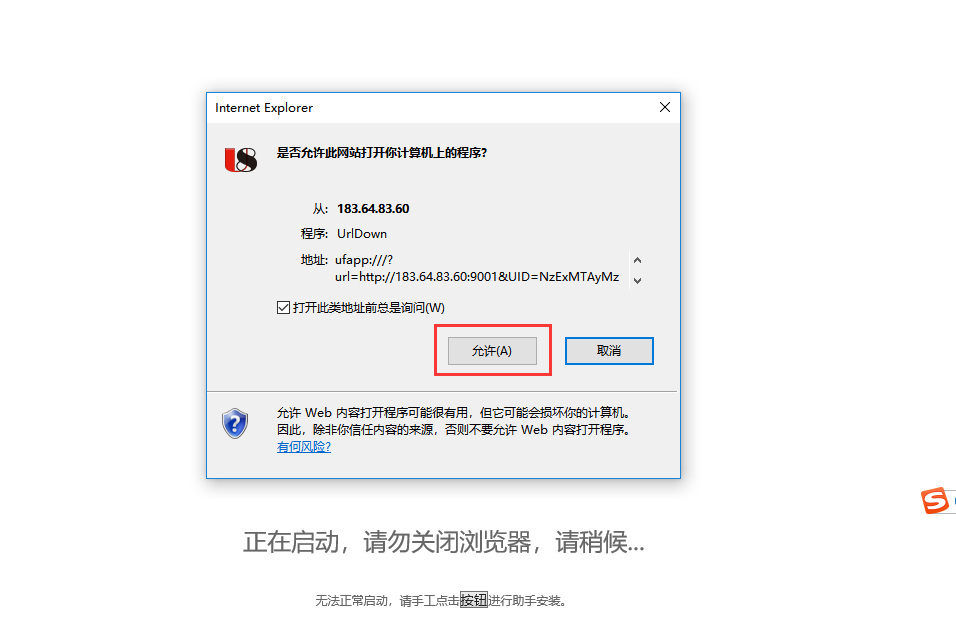 Internet Explorer
U8
是否允许此网站打开你计算机上的程序?
从: 183.64.83.60
程序: UrlDown
地址: ufapp:///?
url=http://183.64.83.60:9001&UID=NzExMTAyMz
打开此类地址前总是询问(W)
允许(A)
取消
允许 Web 内容打开程序可能很有用，但它可能会损坏你的计算机。
因此，除非你信任内容的来源，否则不要允许 Web 内容打开程序。
有何风险?
正在启动，请勿关闭浏览器，请稍候...
无法正常启动，请手工点击按钮进行助手安装。